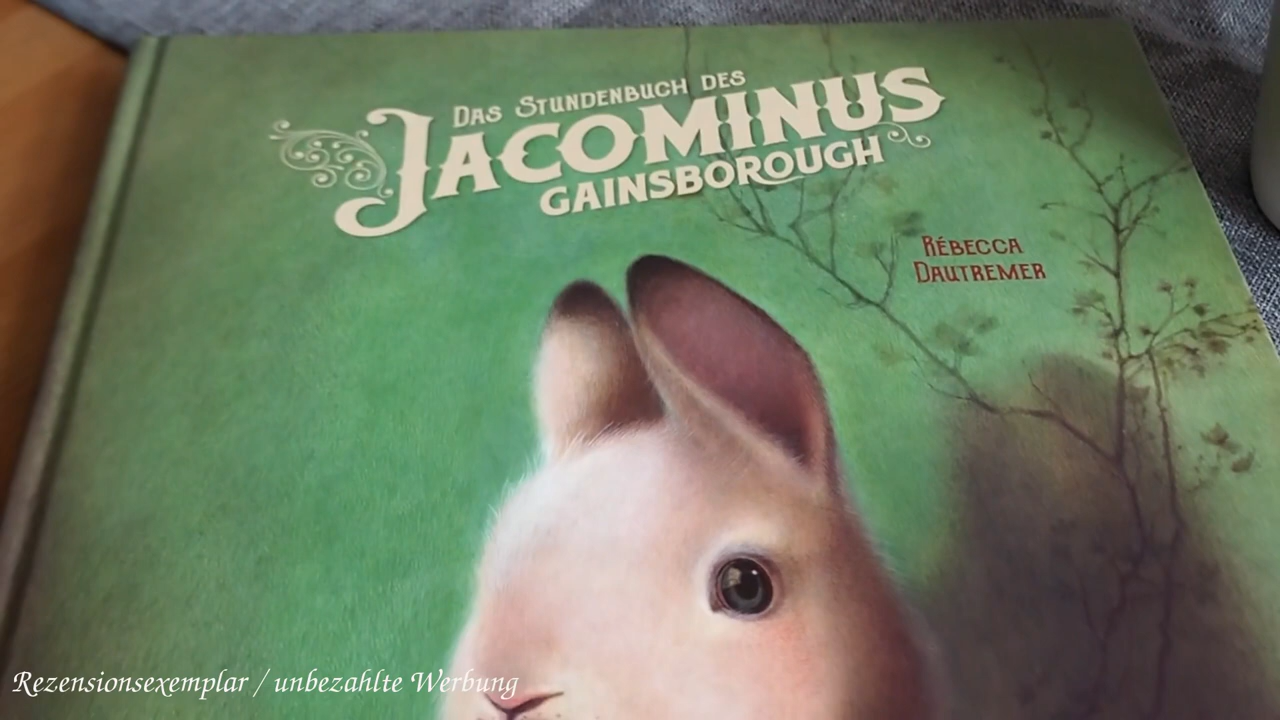 Das Stundenbuch des
Jacominus
Gainsborough
Rébecca
Dautremer
Rezensionsexemplar / unbezahlte Werbung